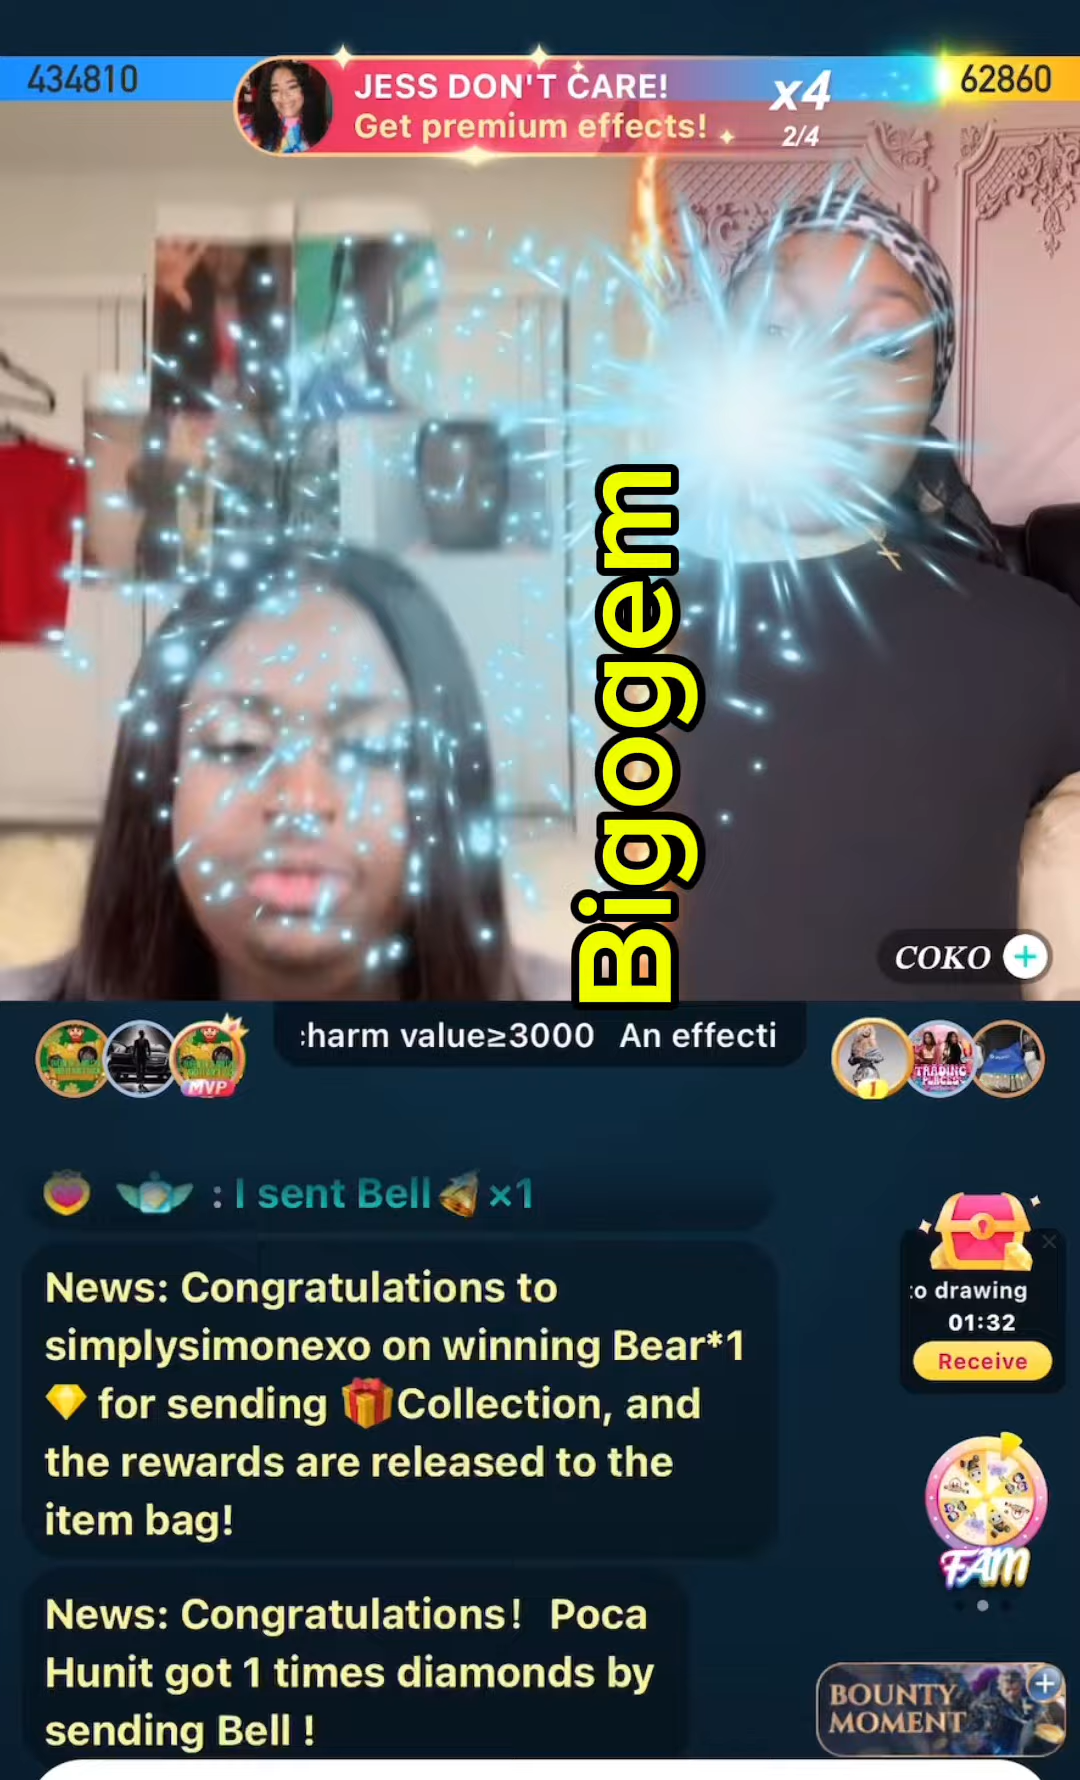 434810
JESS DON'T CARE!
Get premium effects!
x4
2/4
62860
Bigogem
COKO
:harm value≥3000 An effecti
MVP
1
TRADING
PLACES
: I sent Bell ×1
News: Congratulations to
simplysimonexo on winning Bear*1
for sending Collection, and
the rewards are released to the
item bag!
:o drawing
01:32
Receive
FAM
News: Congratulations! Poca
Hunit got 1 times diamonds by
sending Bell !
BOUNTY
MOMENT